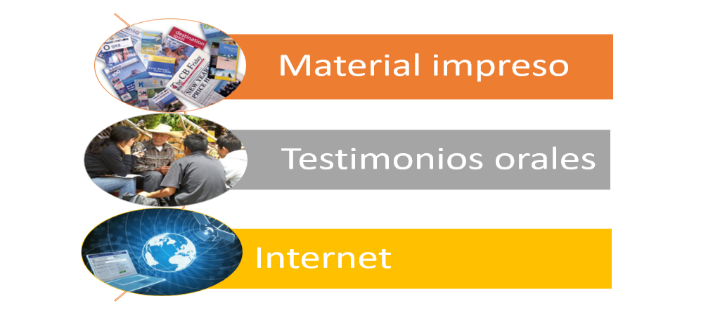 Material impreso
Testimonios orales
Internet